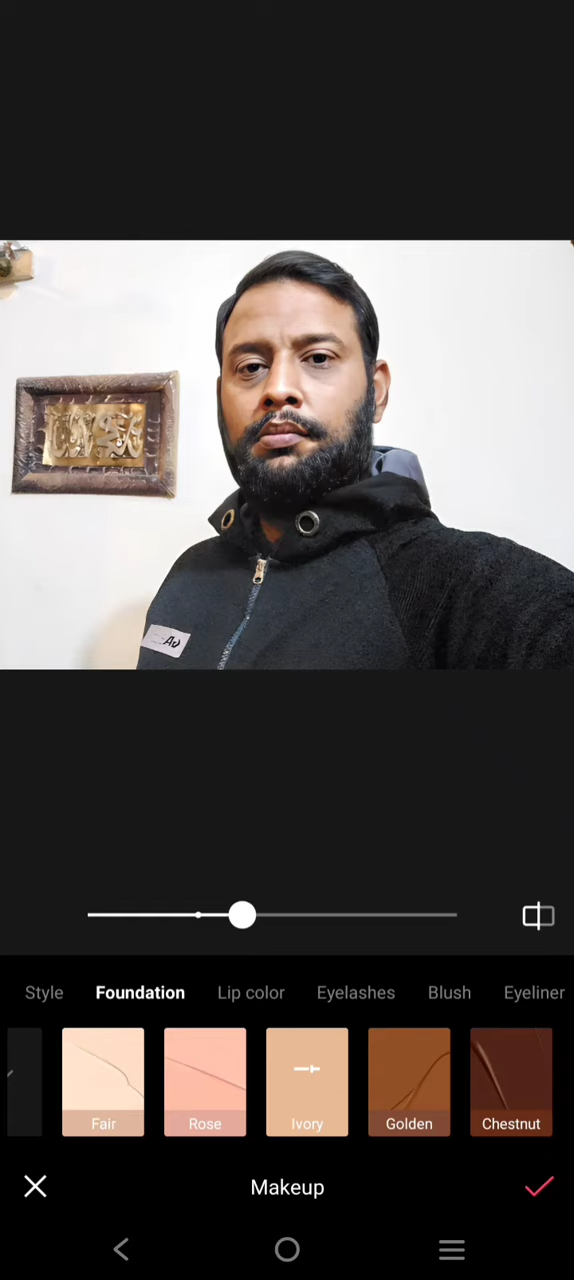 Style Foundation Lip color Eyelashes Blush Eyeliner
Fair Rose Ivory Golden Chestnut
Makeup